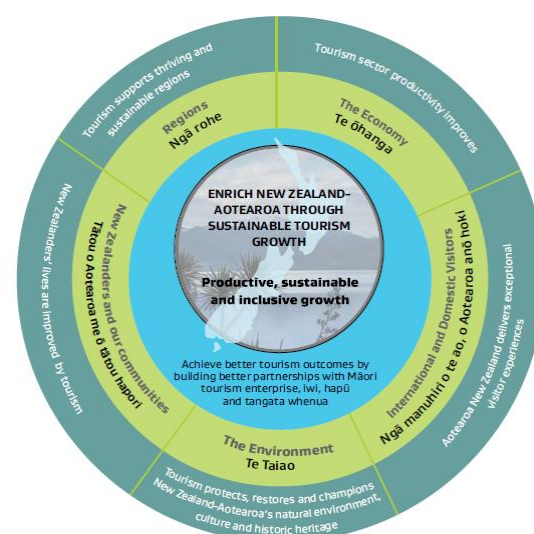 ENRICH NEW ZEALAND–
AOTEAROA THROUGH
SUSTAINABLE TOURISM
GROWTH
Productive, sustainable
and inclusive growth
Achieve better tourism outcomes by
building better partnerships with Māori
tourism enterprise, iwi, hapū
and tangata whenua
The Economy
Te ōhanga
Tourism sector productivity improves
International and Domestic Visitors
Ngā manuhiri o te ao, o Aotearoa anō hoki
Aotearoa New Zealand delivers exceptional
visitor experiences
The Environment
Te Taiao
Tourism protects, restores and champions
New Zealand-Aotearoa's natural environment,
culture and historic heritage
New Zealanders and our communities
Tātou o Aotearoa me ō tātou hapori
New Zealanders' lives are improved by tourism
Regions
Ngā rohe
Tourism supports thriving and
sustainable regions